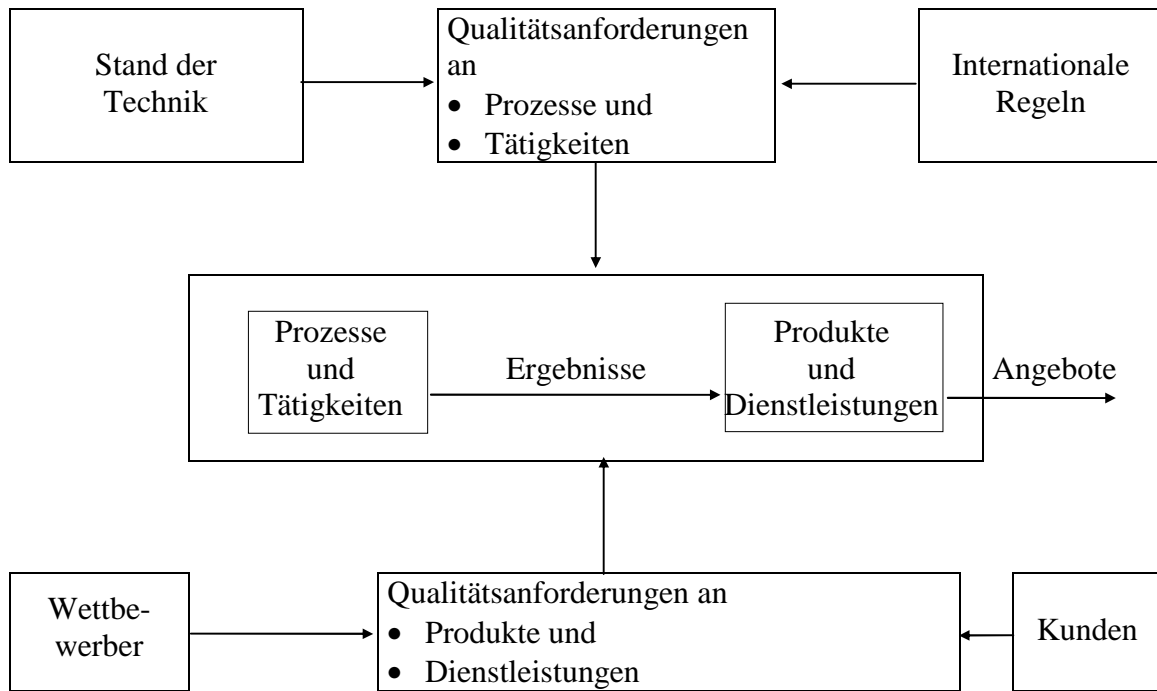 Stand der
Technik
Qualitätsanforderungen
an
• Prozesse und
• Tätigkeiten
Internationale
Regeln
Prozesse
und
Tätigkeiten
Ergebnisse
Produkte
und
Dienstleistungen
Angebote
Wettbe-
werber
Qualitätsanforderungen an
• Produkte und
• Dienstleistungen
Kunden